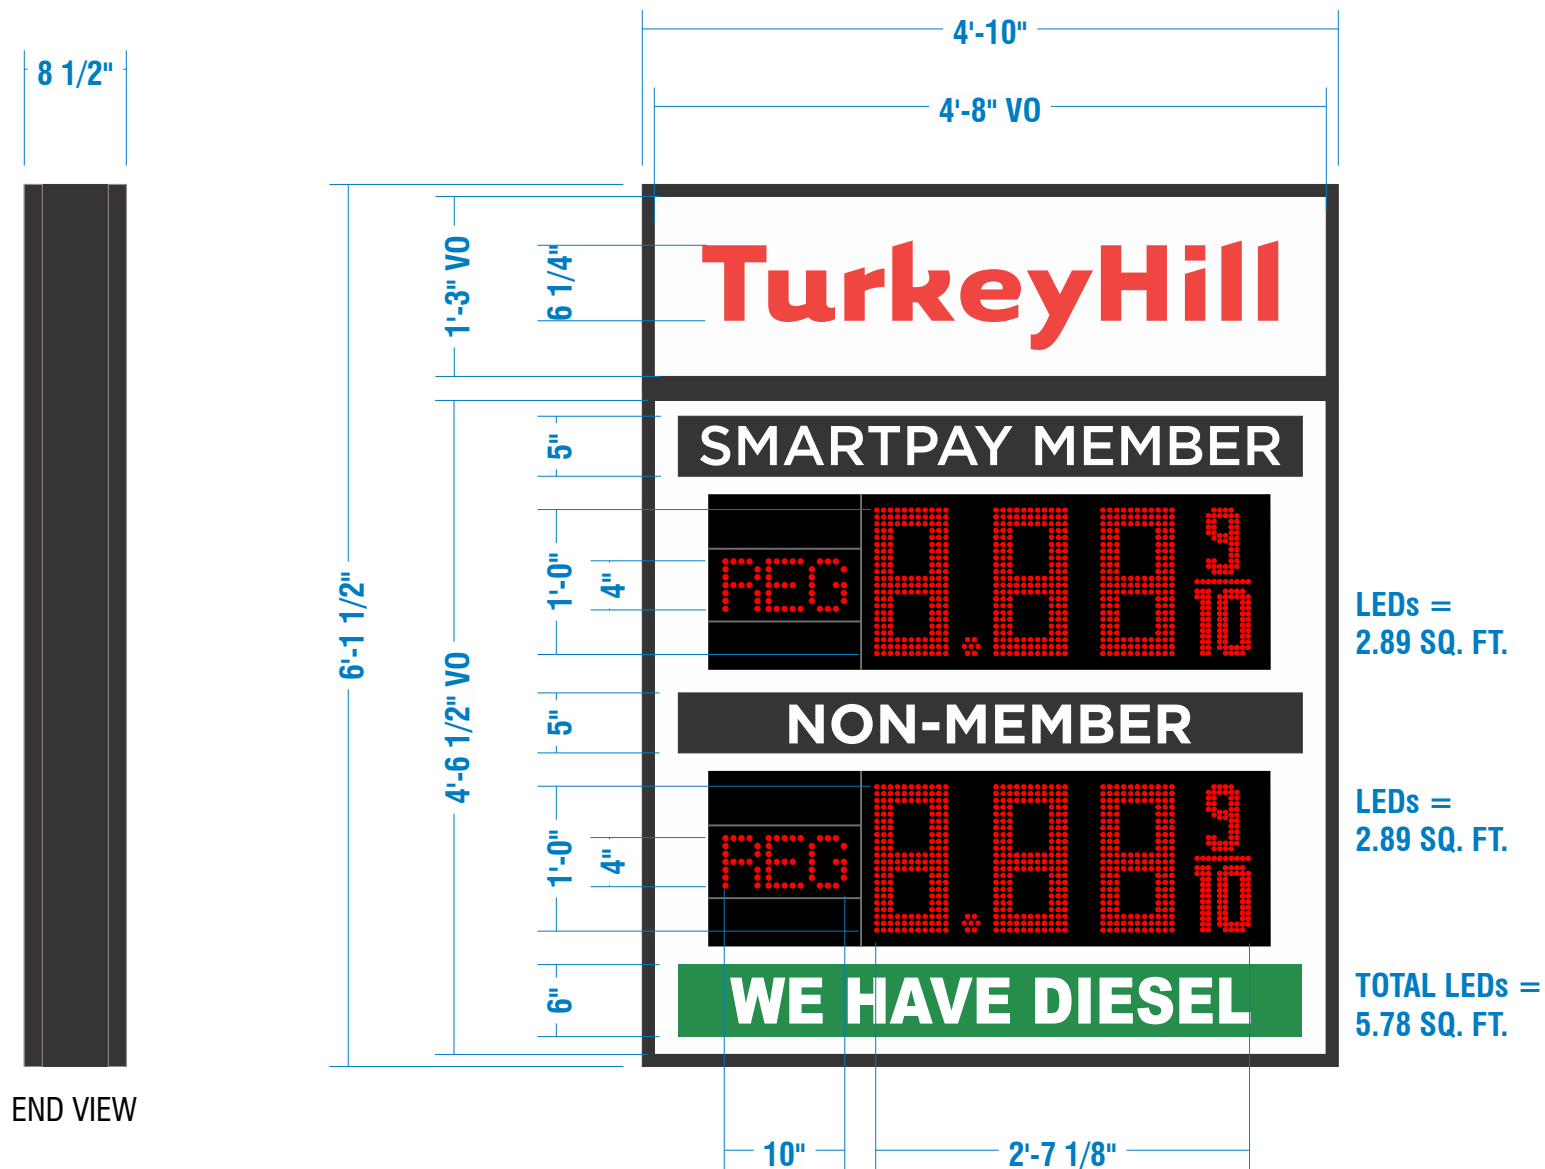 4'-10"
8 1/2"
4'-8" VO
1'-3" VO
6 1/4"
TurkeyHill
6'-1 1/2"
4'-6 1/2" VO
5"
SMARTPAY MEMBER
1'-0"
4"
REG
8.88 9/10
LEDs =
2.89 SQ. FT.
5"
NON-MEMBER
1'-0"
4"
REG
8.88 9/10
LEDs =
2.89 SQ. FT.
6"
WE HAVE DIESEL
TOTAL LEDs =
5.78 SQ. FT.
END VIEW
10"
2'-7 1/8"